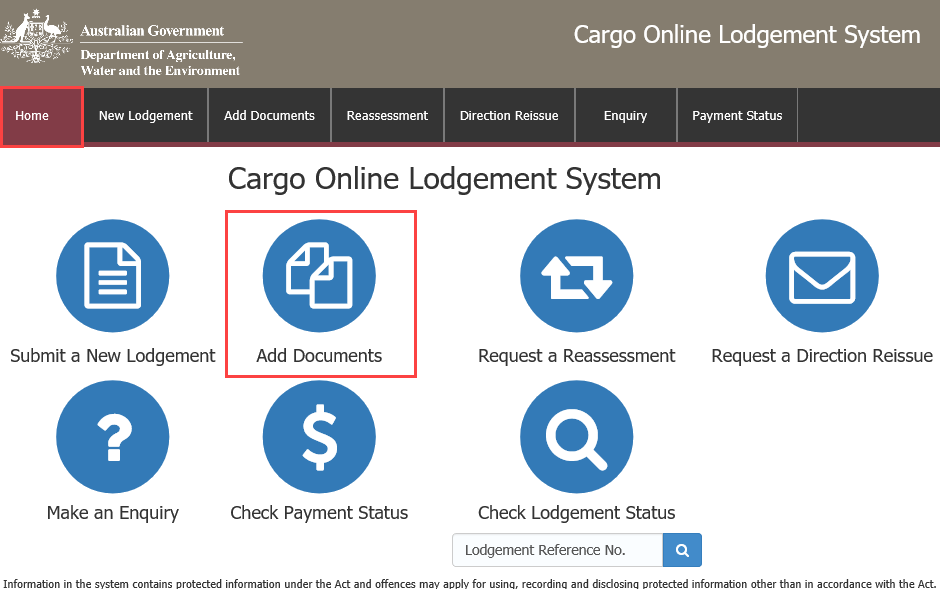 Australian Government
Department of Agriculture,
Water and the Environment
Cargo Online Lodgement System
Home
New Lodgement
Add Documents
Reassessment
Direction Reissue
Enquiry
Payment Status
Cargo Online Lodgement System
Submit a New Lodgement
Add Documents
Request a Reassessment
Request a Direction Reissue
Make an Enquiry
Check Payment Status
Check Lodgement Status
Lodgement Reference No.
Information in the system contains protected information under the Act and offences may apply for using, recording and disclosing protected information other than in accordance with the Act.